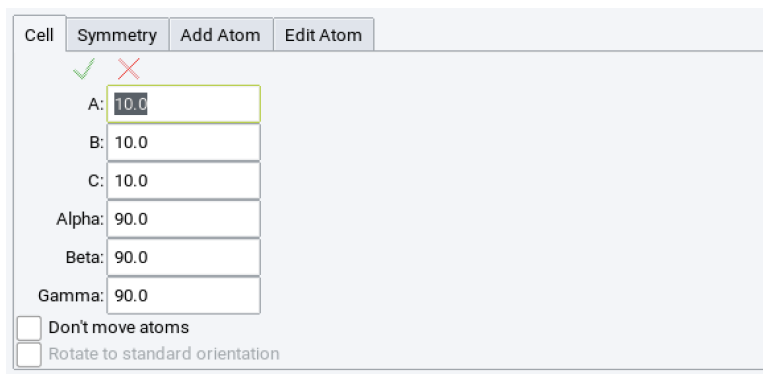 Cell Symmetry Add Atom Edit Atom
A: 10.0
B: 10.0
C: 10.0
Alpha: 90.0
Beta: 90.0
Gamma: 90.0
Don't move atoms
Rotate to standard orientation